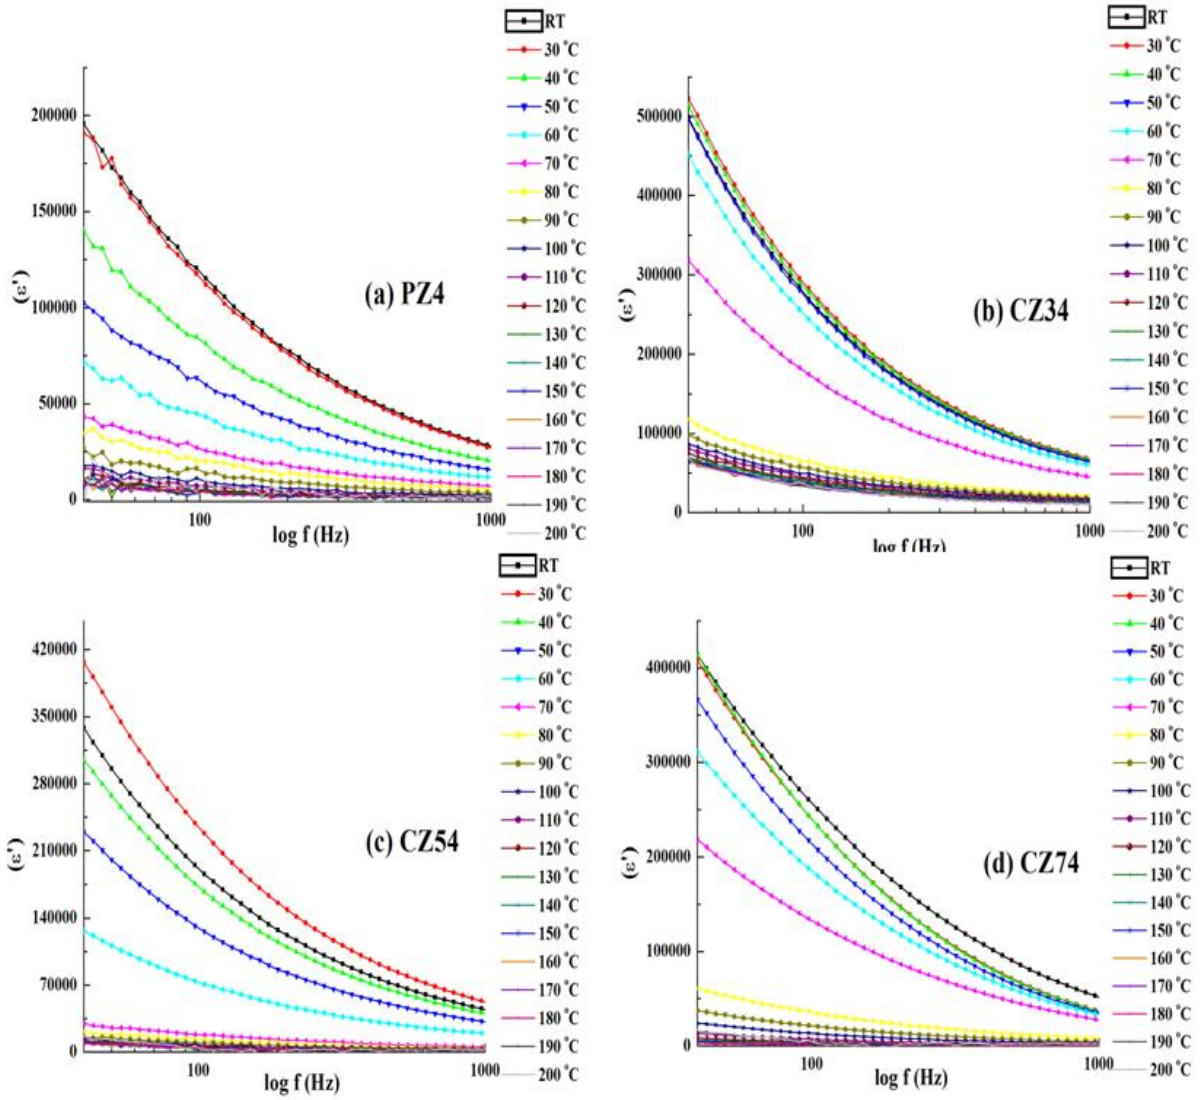 RT
30 °C
40 °C
50 °C
60 °C
70 °C
80 °C
90 °C
100 °C
110 °C
120 °C
130 °C
140 °C
150 °C
160 °C
170 °C
180 °C
190 °C
200 °C
200000
150000
100000
50000
0
(ε')
(a) PZ4
100
1000
log f (Hz)
RT
30 °C
40 °C
50 °C
60 °C
70 °C
80 °C
90 °C
100 °C
110 °C
120 °C
130 °C
140 °C
150 °C
160 °C
170 °C
180 °C
190 °C
200 °C
500000
400000
300000
200000
100000
0
(ε')
(b) CZ34
100
1000
log f (Hz)
RT
30 °C
40 °C
50 °C
60 °C
70 °C
80 °C
90 °C
100 °C
110 °C
120 °C
130 °C
140 °C
150 °C
160 °C
170 °C
180 °C
190 °C
200 °C
420000
350000
280000
210000
140000
70000
0
(ε')
(c) CZ54
100
1000
log f (Hz)
RT
30 °C
40 °C
50 °C
60 °C
70 °C
80 °C
90 °C
100 °C
110 °C
120 °C
130 °C
140 °C
150 °C
160 °C
170 °C
180 °C
190 °C
200 °C
400000
300000
200000
100000
0
(ε')
(d) CZ74
100
1000
log f (Hz)